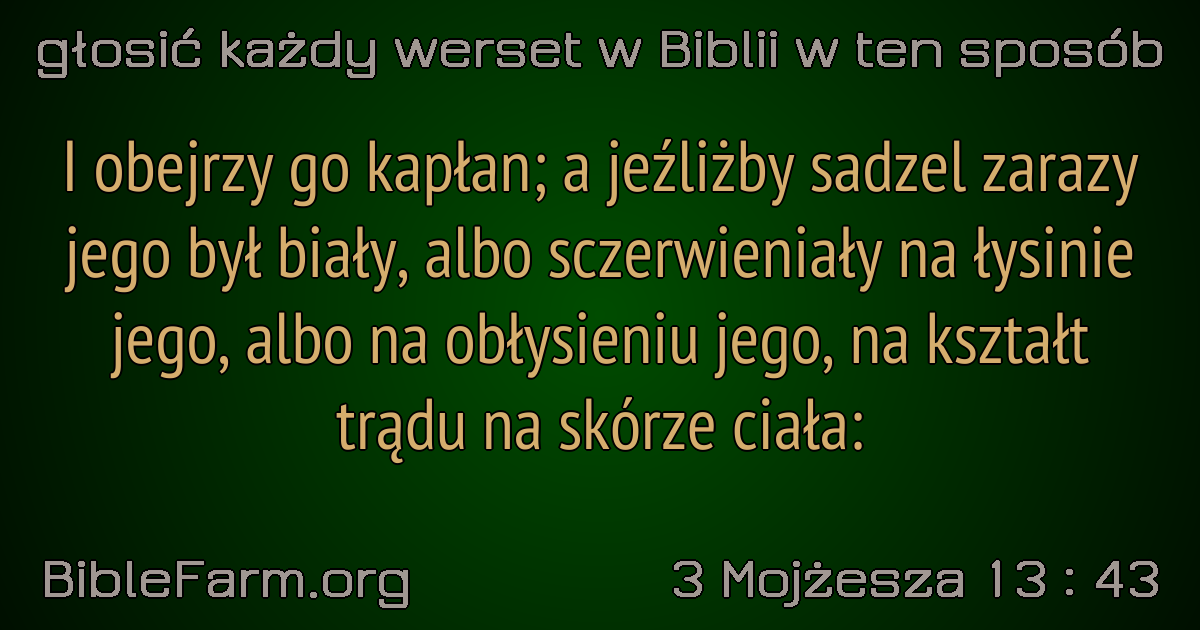 głosić każdy werset w Biblii w ten sposób
I obejrzy go kapłan; a jeźliżby sadzel zarazy
jego był biały, albo sczerwieniały na łysinie
jego, albo na obłysieniu jego, na kształt
trądu na skórze ciała:
BibleFarm.org
3 Mojżesza 13 : 43